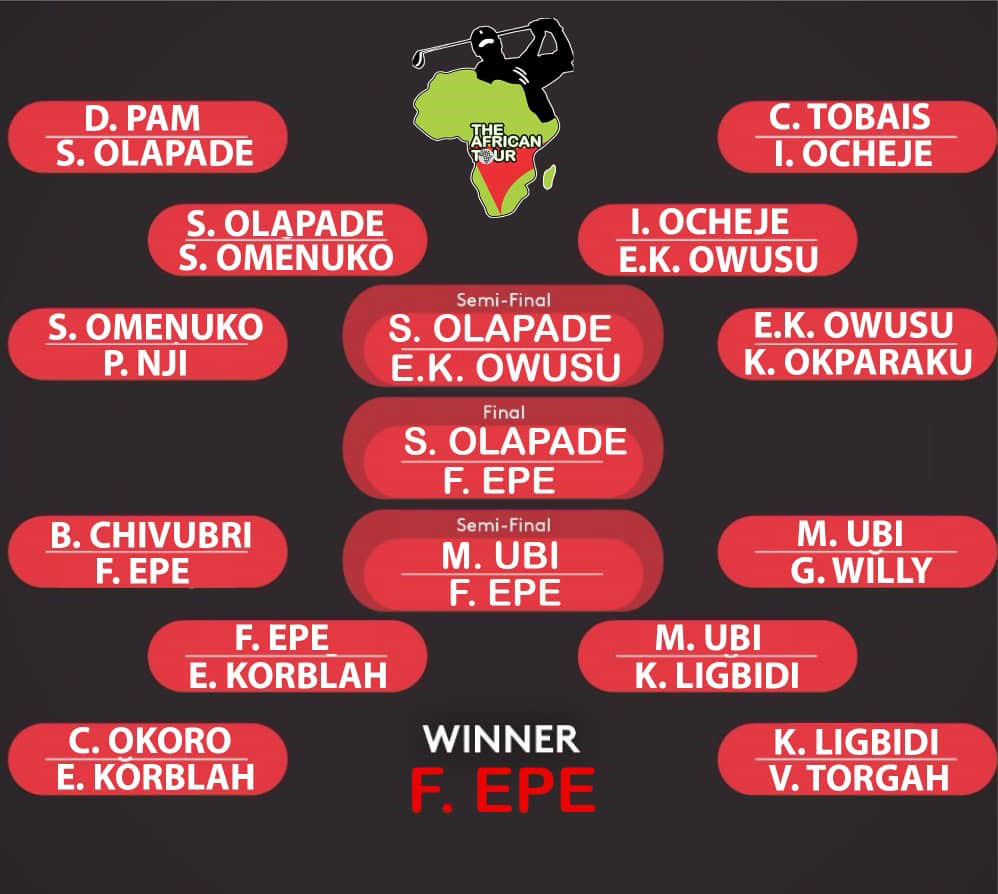 THE
AFRICAN
TOUR
D. PAM
S. OLAPADE
C. TOBAIS
I. OCHEJE
S. OLAPADE
S. OMENUKO
I. OCHEJE
E.K. OWUSU
S. OMENUKO
P. NJI
Semi-Final
S. OLAPADE
E.K. OWUSU
E.K. OWUSU
K. OKPARAKU
Final
S. OLAPADE
F. EPE
B. CHIVUBRI
F. EPE
Semi-Final
M. UBI
F. EPE
M. UBI
G. WILLY
F. EPE
E. KORBLAH
M. UBI
K. LIGBIDI
C. OKORO
E. KORBLAH
WINNER
F. EPE
K. LIGBIDI
V. TORGAH